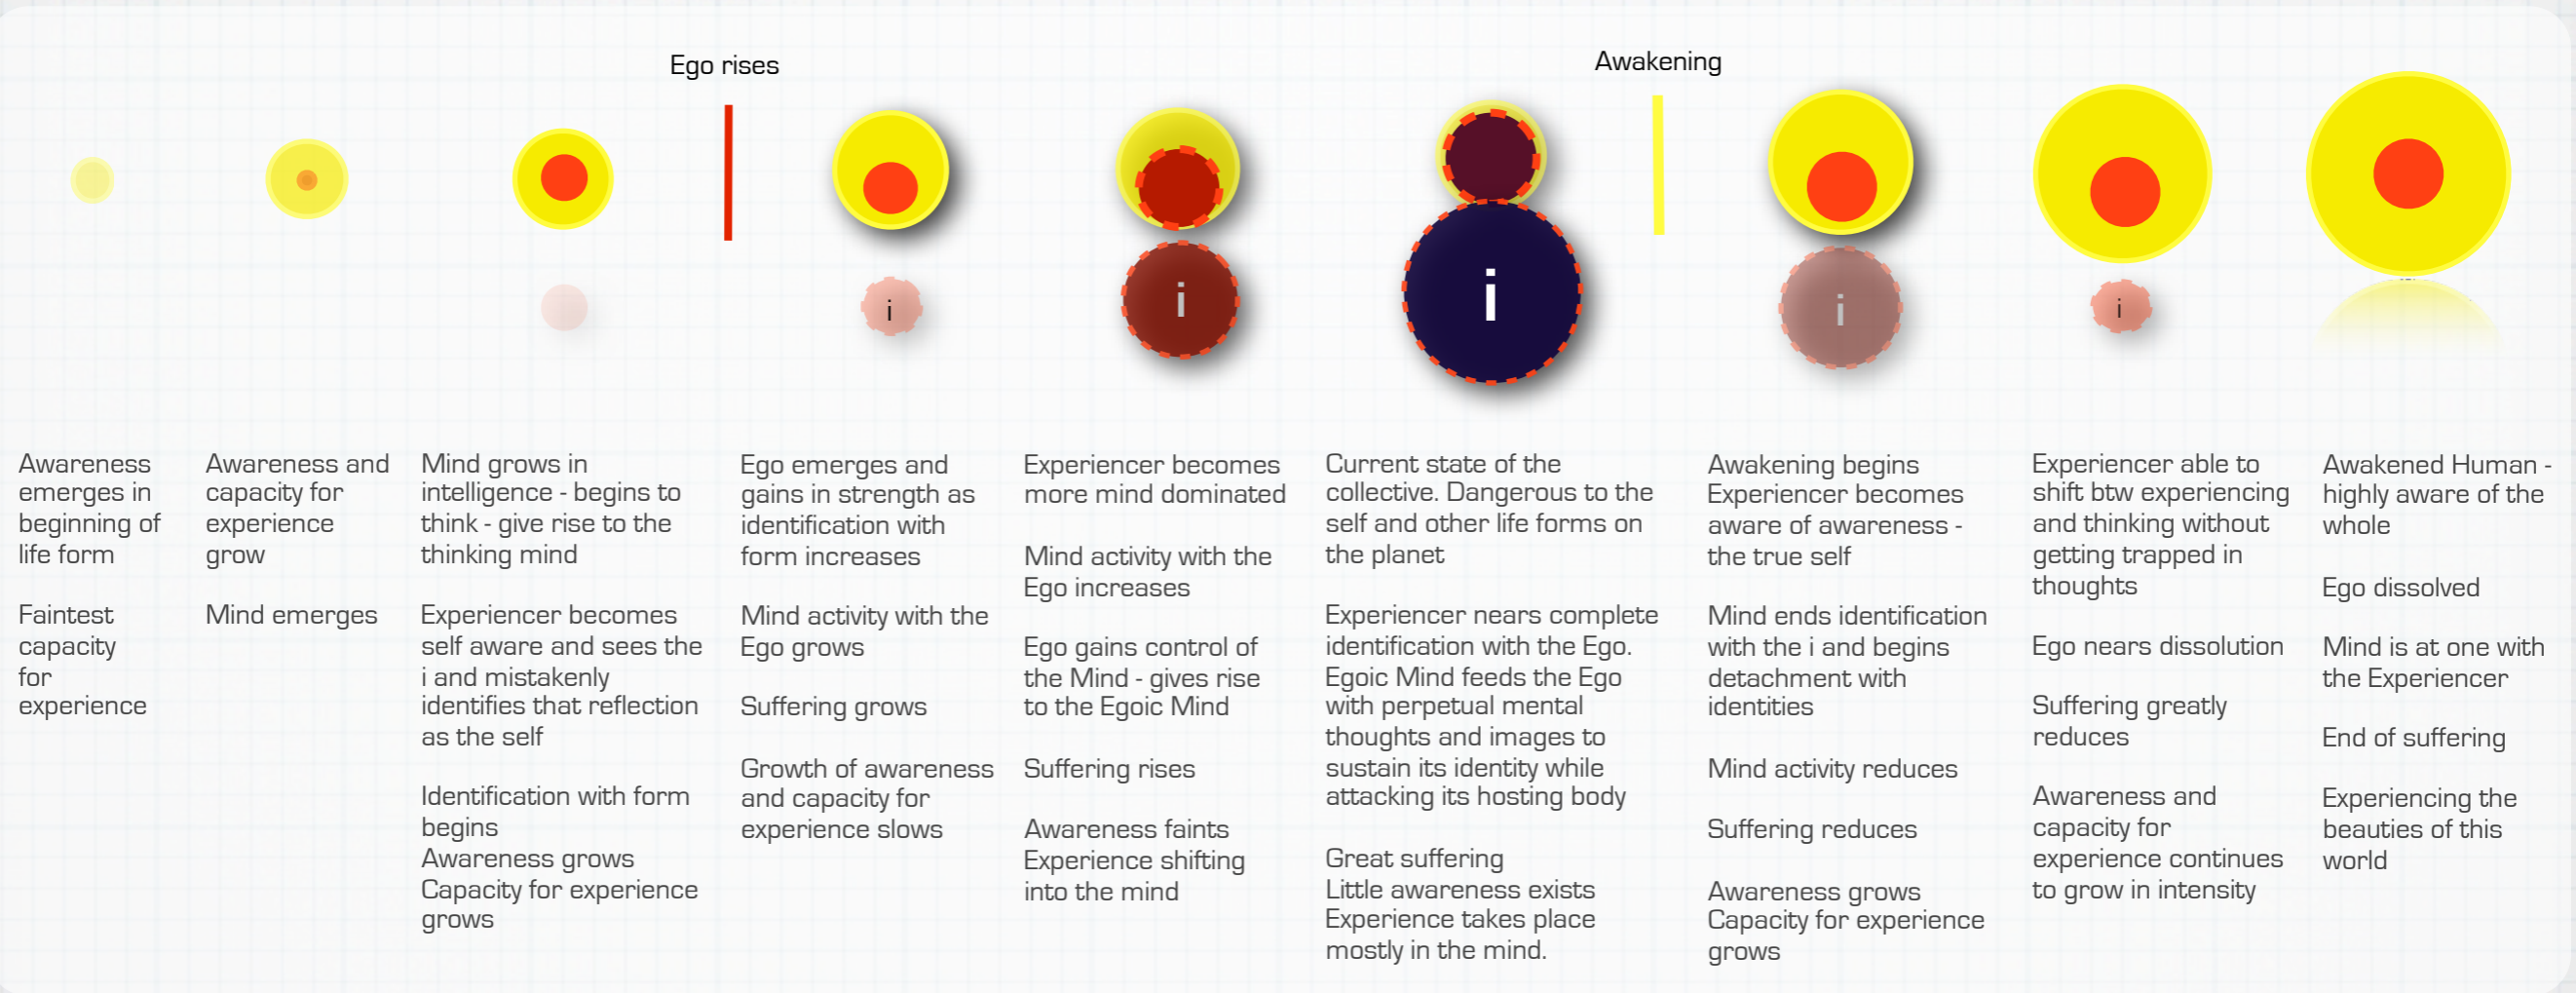 Ego rises
Awakening
i
i
i
i
i
Awareness
emerges in
beginning of
life form
Faintest
capacity
for
experience
Awareness and
capacity for
experience
grow
Mind emerges
Mind grows in
intelligence - begins to
think - give rise to the
thinking mind
Experiencer becomes
self aware and sees the
i and mistakenly
identifies that reflection
as the self
Identification with form
begins
Awareness grows
Capacity for experience
grows
Ego emerges and
gains in strength as
identification with
form increases
Mind activity with the
Ego grows
Suffering grows
Growth of awareness
and capacity for
experience slows
Experiencer becomes
more mind dominated
Mind activity with the
Ego increases
Ego gains control of
the Mind - gives rise
to the Egoic Mind
Suffering rises
Awareness faints
Experience shifting
into the mind
Current state of the
collective. Dangerous to the
self and other life forms on
the planet
Experiencer nears complete
identification with the Ego.
Egoic Mind feeds the Ego
with perpetual mental
thoughts and images to
sustain its identity while
attacking its hosting body
Great suffering
Little awareness exists
Experience takes place
mostly in the mind.
Awakening begins
Experiencer becomes
aware of awareness -
the true self
Mind ends identification
with the i and begins
detachment with
identities
Mind activity reduces
Suffering reduces
Awareness grows
Capacity for experience
grows
Experiencer able to
shift btw experiencing
and thinking without
getting trapped in
thoughts
Ego nears dissolution
Suffering greatly
reduces
Awareness and
capacity for
experience continues
to grow in intensity
Awakened Human -
highly aware of the
whole
Ego dissolved
Mind is at one with
the Experiencer
End of suffering
Experiencing the
beauties of this
world